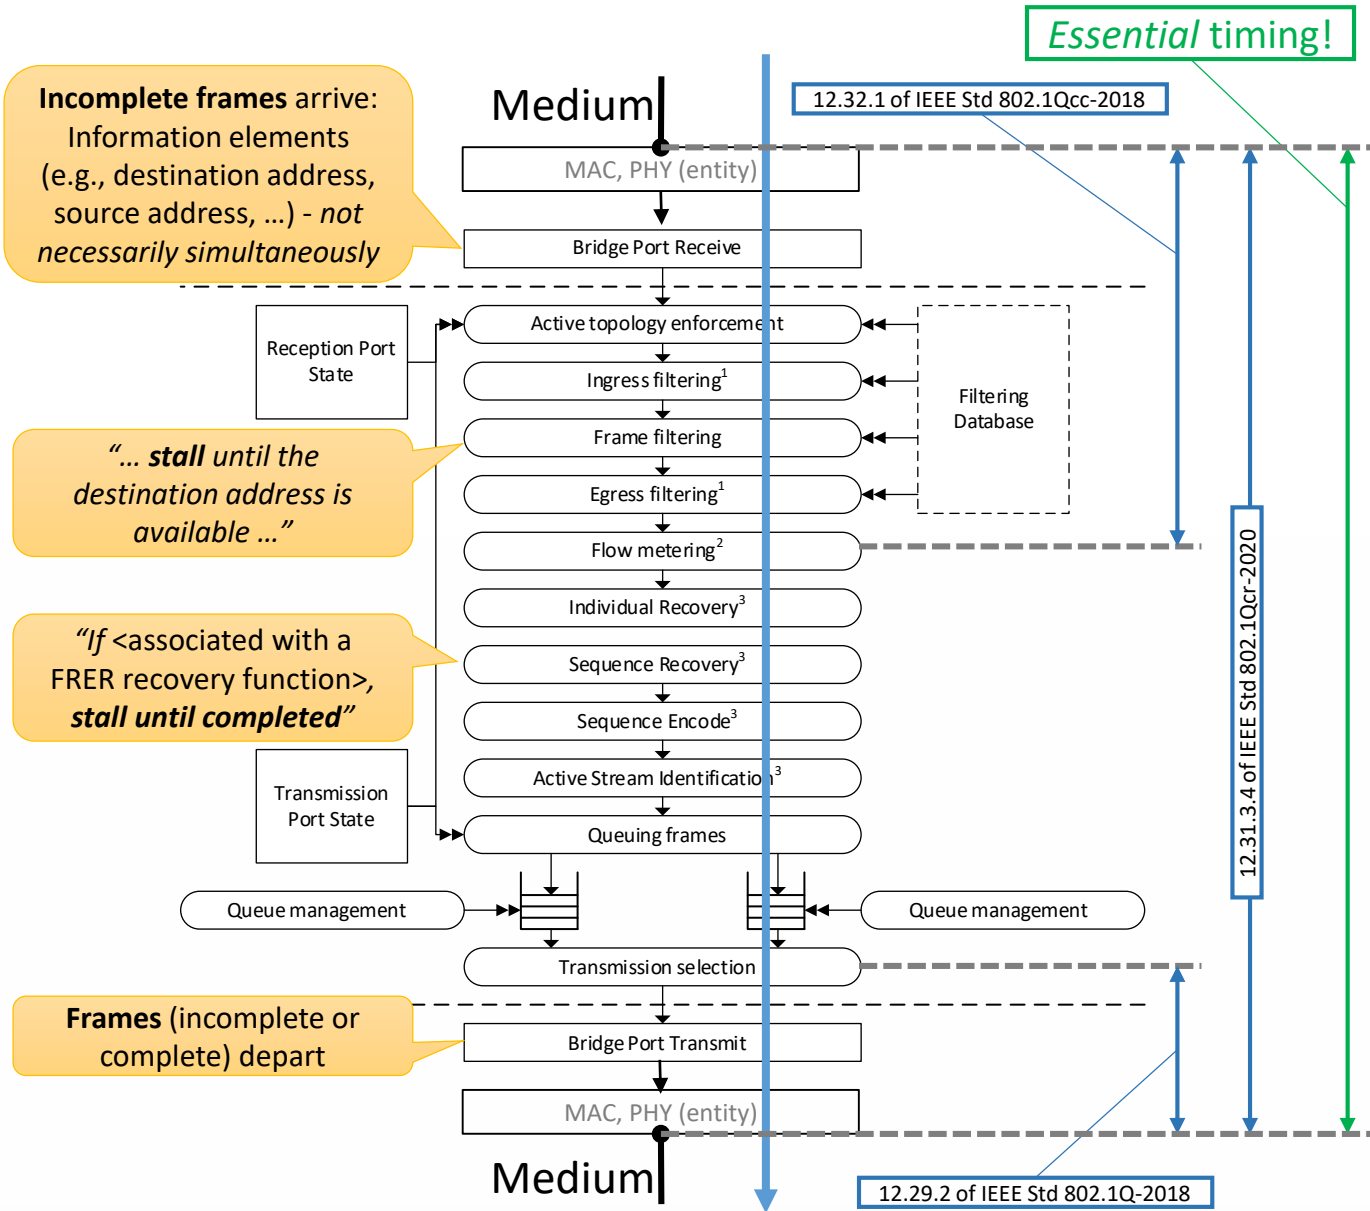 Essential timing!
Incomplete frames arrive:
Information elements
(e.g., destination address,
source address, …) - not
necessarily simultaneously
Medium
12.32.1 of IEEE Std 802.1Qcc-2018
MAC, PHY (entity)
Bridge Port Receive
Reception Port
State
Active topology enforcement
Ingress filtering¹
Frame filtering
Egress filtering¹
Filtering
Database
“… stall until the
destination address is
available …”
Flow metering²
Individual Recovery³
“If <associated with a
FRER recovery function>,
stall until completed”
Sequence Recovery³
Sequence Encode³
Active Stream Identification³
Transmission
Port State
Queuing frames
12.31.3.4 of IEEE Std 802.1Qcr-2020
Queue management
Queue management
Transmission selection
Frames (incomplete or
complete) depart
Bridge Port Transmit
MAC, PHY (entity)
Medium
12.29.2 of IEEE Std 802.1Q-2018